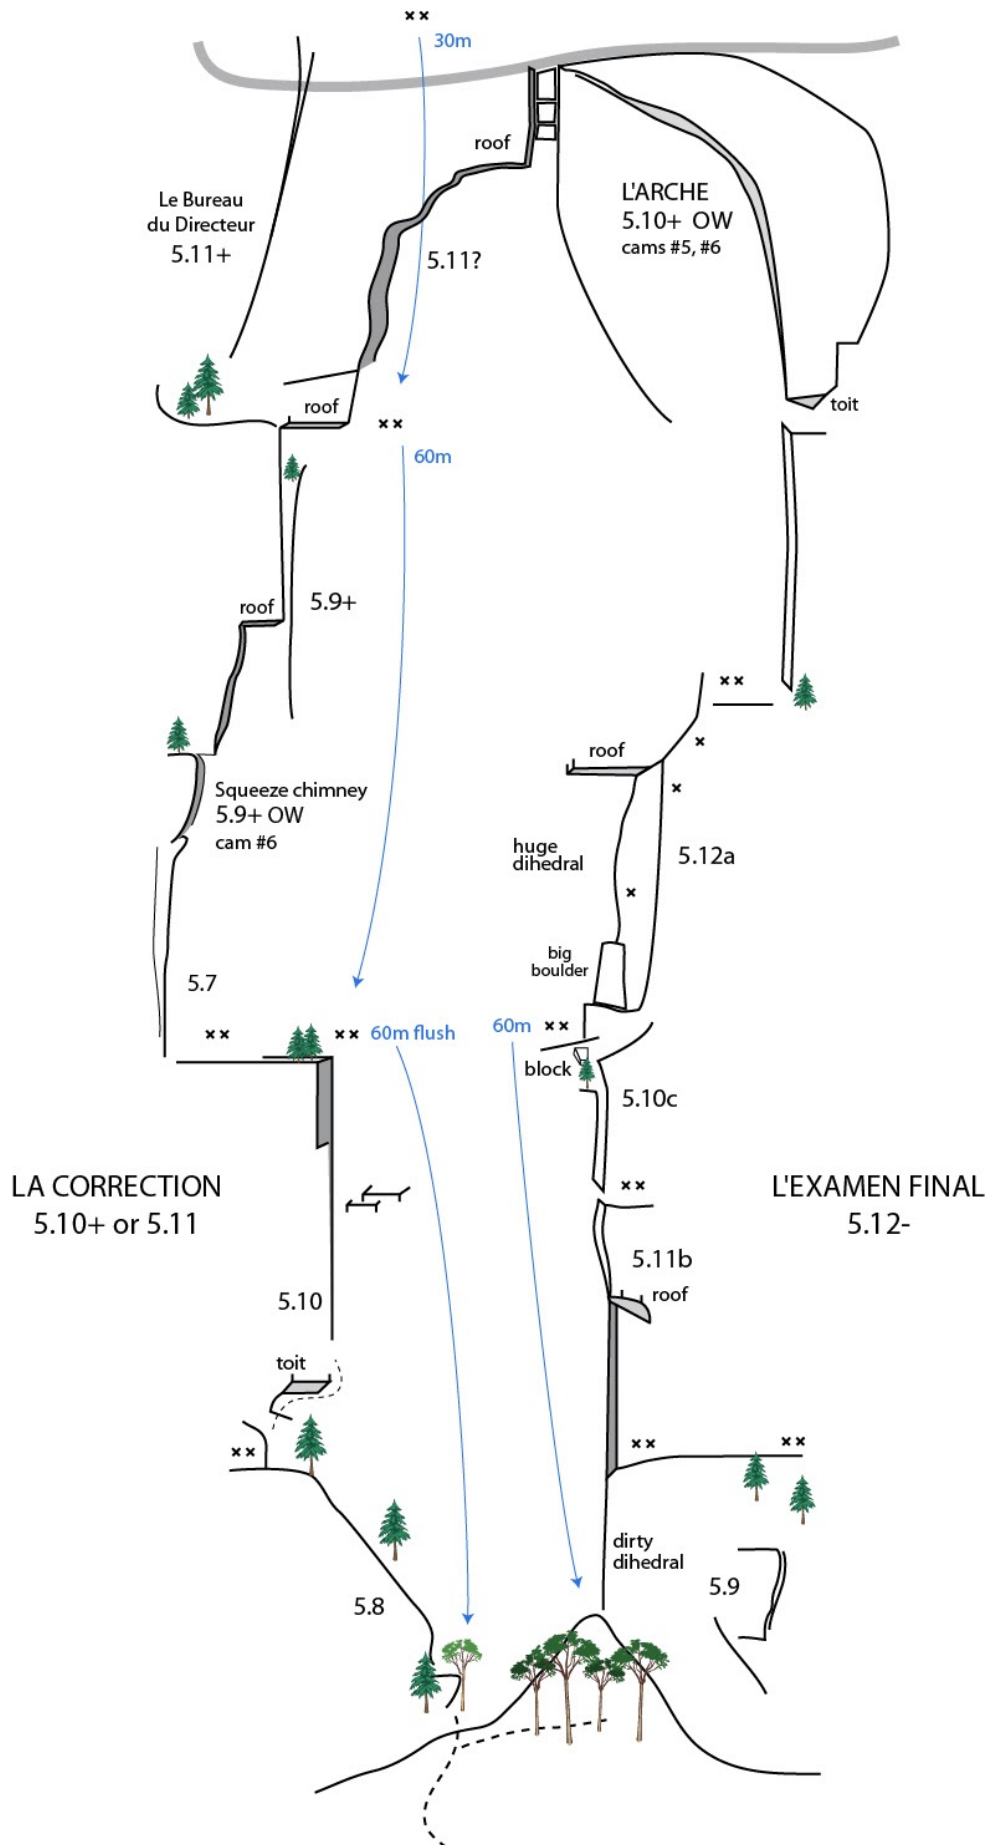 30m
roof
Le Bureau
du Directeur
5.11+
L'ARCHE
5.10+ OW
cams #5, #6
5.11?
roof
toit
60m
roof
5.9+
roof
Squeeze chimney
5.9+ OW
cam #6
huge
dihedral
5.12a
big
boulder
5.7
60m flush
60m
block
5.10c
LA CORRECTION
5.10+ or 5.11
L'EXAMEN FINAL
5.12-
5.11b
roof
5.10
toit
dirty
dihedral
5.9
5.8